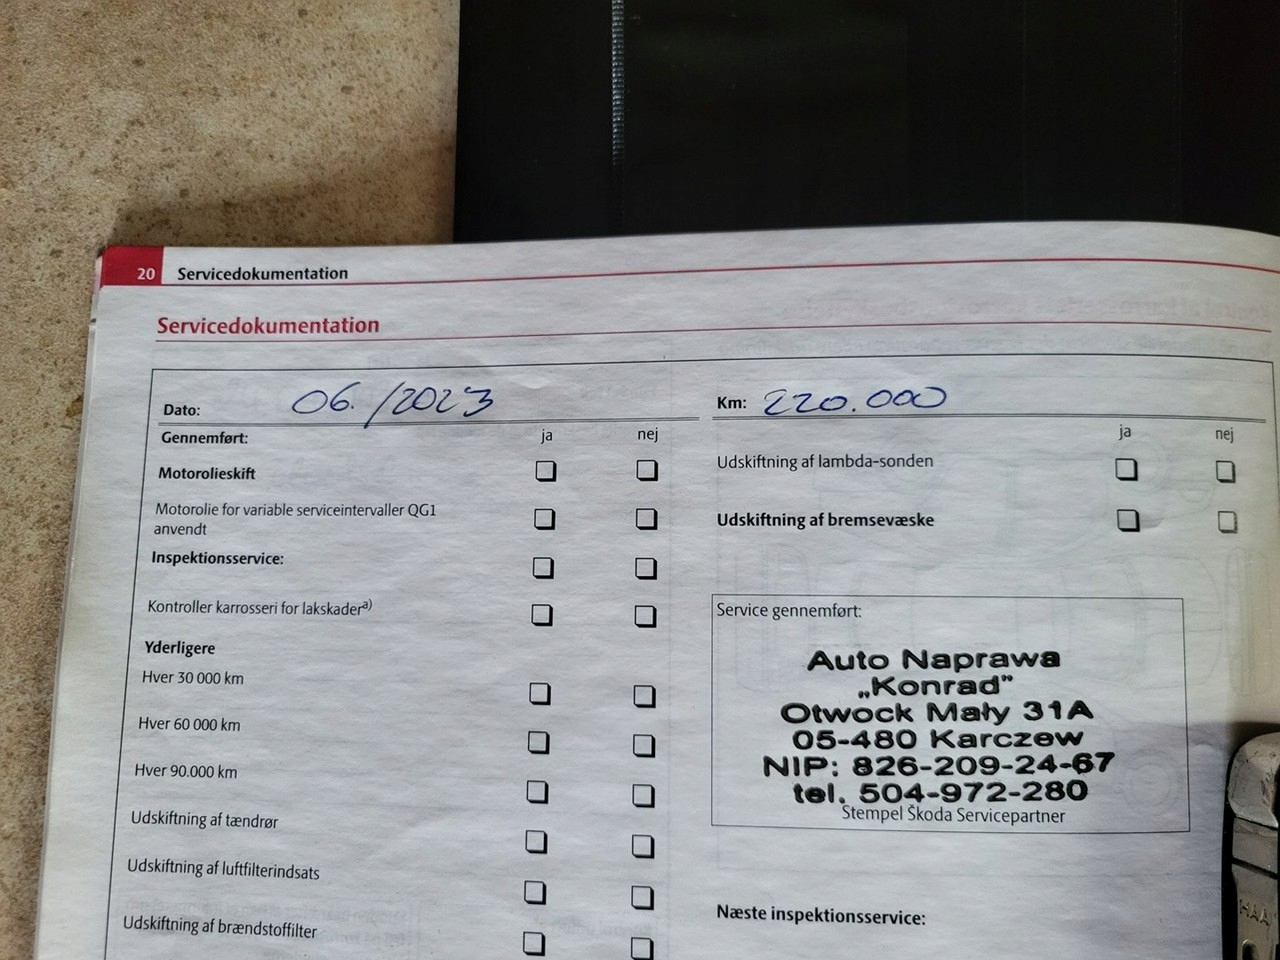 20 Servicedokumentation
Servicedokumentation
Dato: 06./2023
Km: 220.000
Gennemført: ja nej
ja nej
Motorolieskift
Udskiftning af lambda-sonden
Motorolie for variable serviceintervaller QG1
anvendt
Udskiftning af bremsevæske
Inspektionsservice:
Kontroller karrosseri for lakskader a)
Service gennemført:
Yderligere
Hver 30 000 km
Hver 60 000 km
Hver 90.000 km
Udskiftning af tændrør
Udskiftning af luftfilterindsats
Udskiftning af brændstoffilter
Auto Naprawa
„Konrad"
Otwock Mały 31A
05-480 Karczew
NIP: 826-209-24-67
tel. 504-972-280
Stempel Škoda Servicepartner
Næste inspektionsservice: